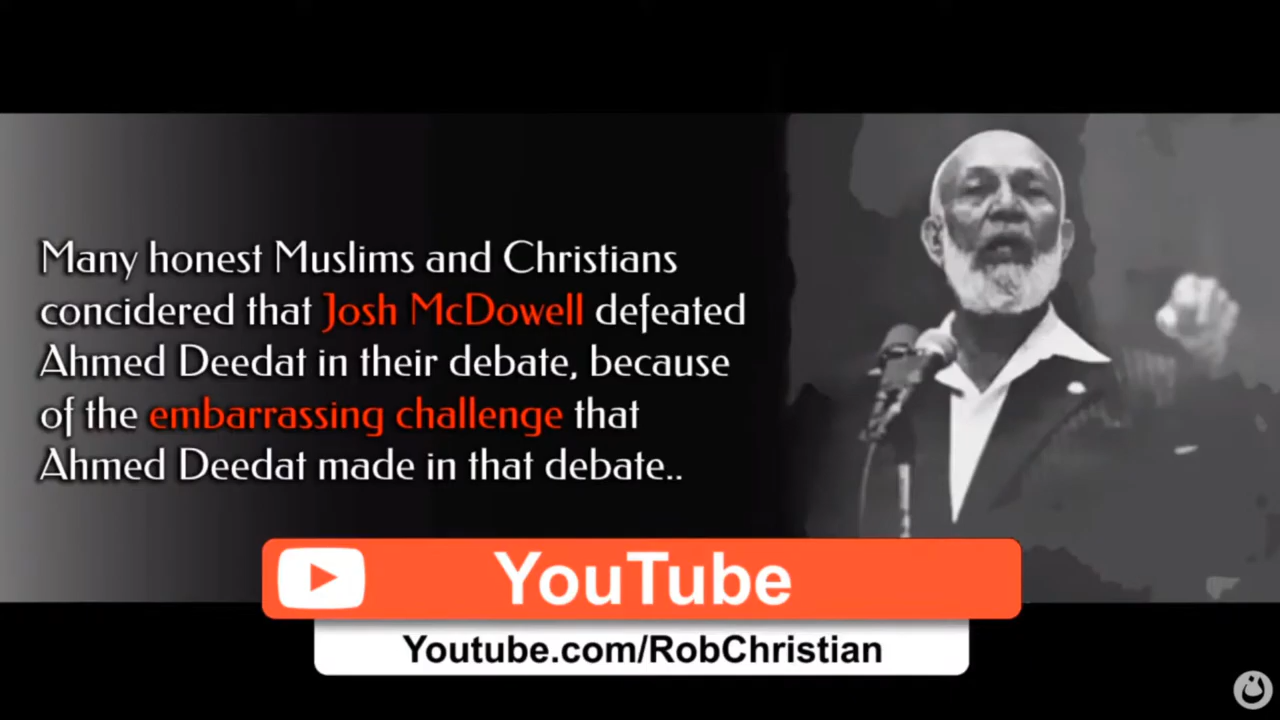 Many honest Muslims and Christians
concidered that Josh McDowell defeated
Ahmed Deedat in their debate, because
of the embarrassing challenge that
Ahmed Deedat made in that debate..
YouTube
Youtube.com/RobChristian
ن